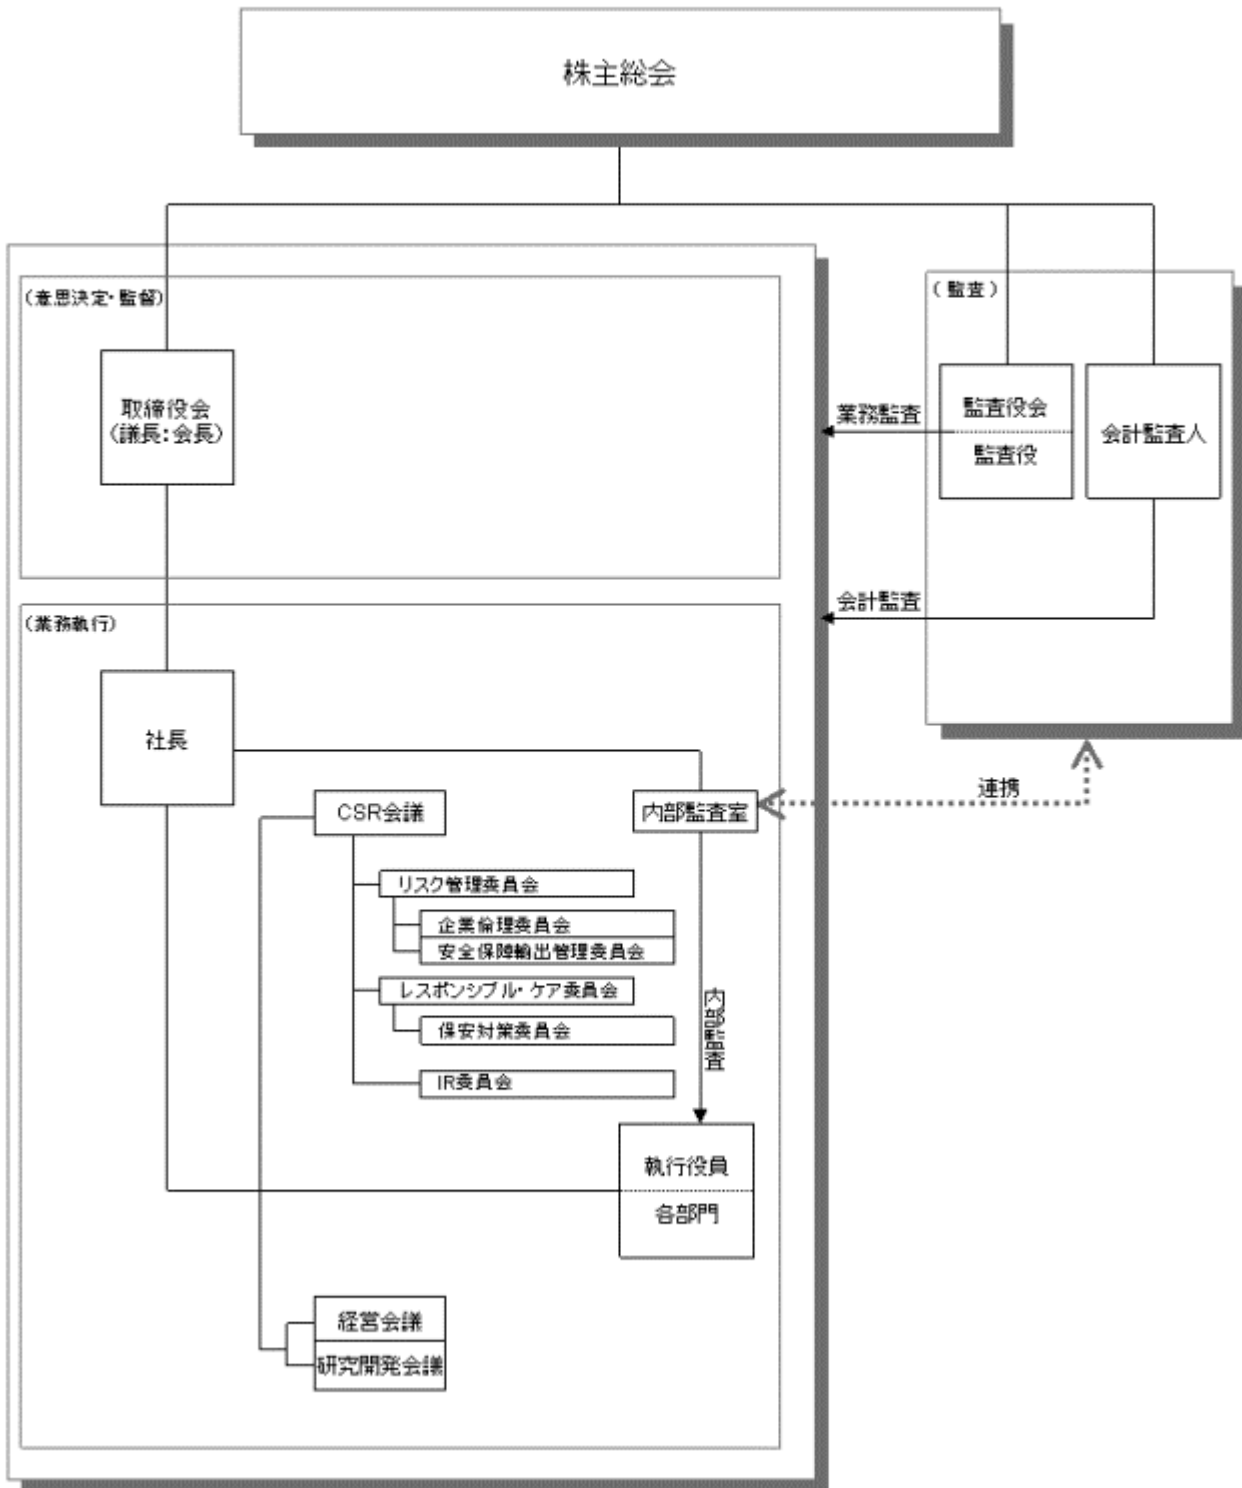 株主総会
（意思決定・監督）
取締役会
（議長：会長）
（監査）
監査役会
監査役
会計監査人
業務監査
会計監査
（業務執行）
社長
連携
CSR会議
内部監査室
リスク管理委員会
企業倫理委員会
安全保障輸出管理委員会
レスポンシブル・ケア委員会
保安対策委員会
IR委員会
内部監査
執行役員
各部門
経営会議
研究開発会議